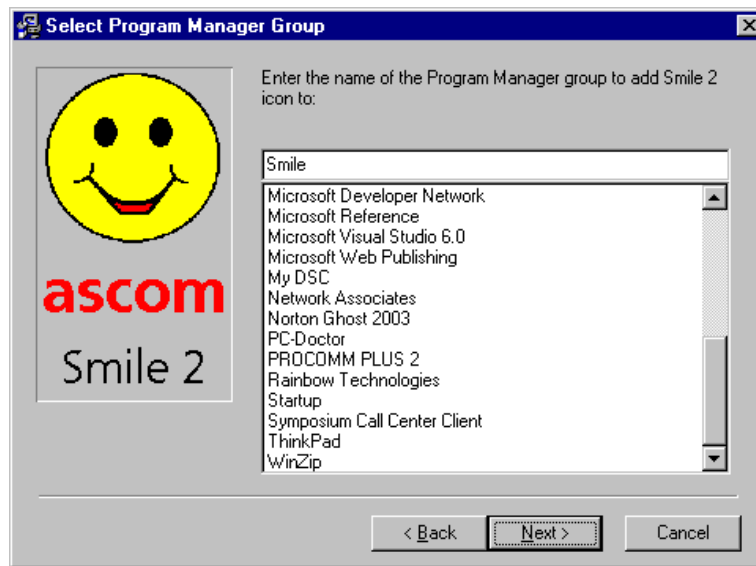 Select Program Manager Group
Enter the name of the Program Manager group to add Smile 2
icon to:
Smile
Microsoft Developer Network
Microsoft Reference
Microsoft Visual Studio 6.0
Microsoft Web Publishing
My DSC
Network Associates
Norton Ghost 2003
PC-Doctor
PROCOMM PLUS 2
Rainbow Technologies
Startup
Symposium Call Center Client
ThinkPad
WinZip
ascom
Smile 2
< Back
Next >
Cancel